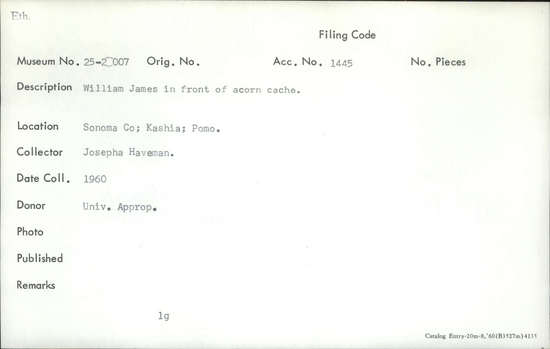 Eth.
Filing Code
Museum No. 25-2007 Orig. No. Acc. No. 1445 No. Pieces
Description William James in front of acorn cache.
Location Sonoma Co; Kashia; Pomo.
Collector Josepha Haveman.
Date Coll. 1960
Donor Univ. Approp.
Photo
Published
Remarks
lg
Catalog Entry-20m-8,'60(B3527m)4135